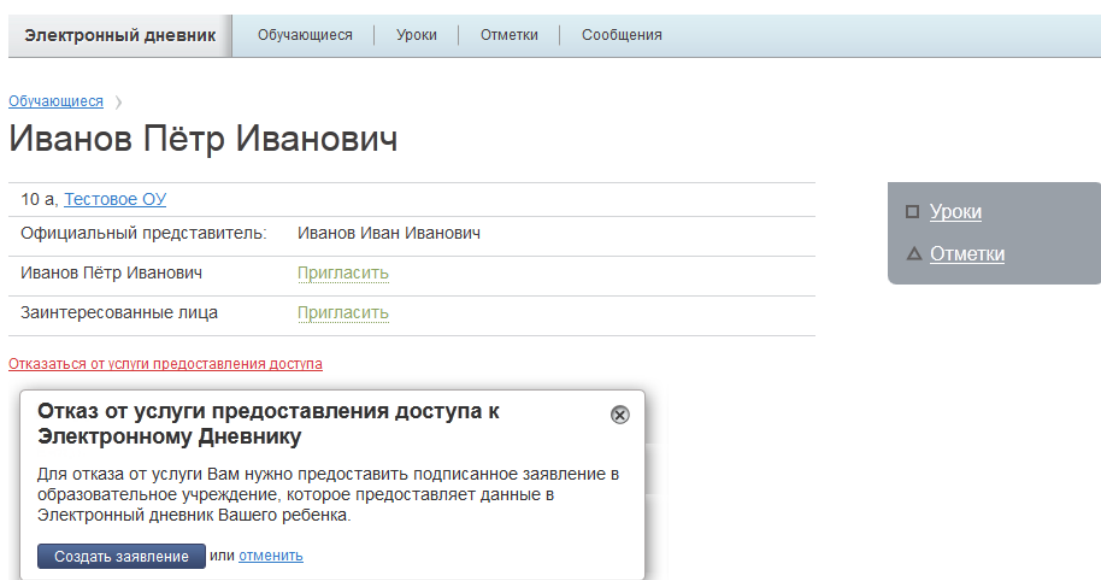 Электронный дневник Обучающиеся Уроки Отметки Сообщения
Обучающиеся
Иванов Пётр Иванович
10 а, Тестовое ОУ
Официальный представитель: Иванов Иван Иванович
Иванов Пётр Иванович Пригласить
Заинтересованные лица Пригласить
Уроки
Отметки
Отказаться от услуги предоставления доступа
Отказ от услуги предоставления доступа к
Электронному Дневнику
Для отказа от услуги Вам нужно предоставить подписанное заявление в
образовательное учреждение, которое предоставляет данные в
Электронный дневник Вашего ребенка.
Создать заявление или отменить